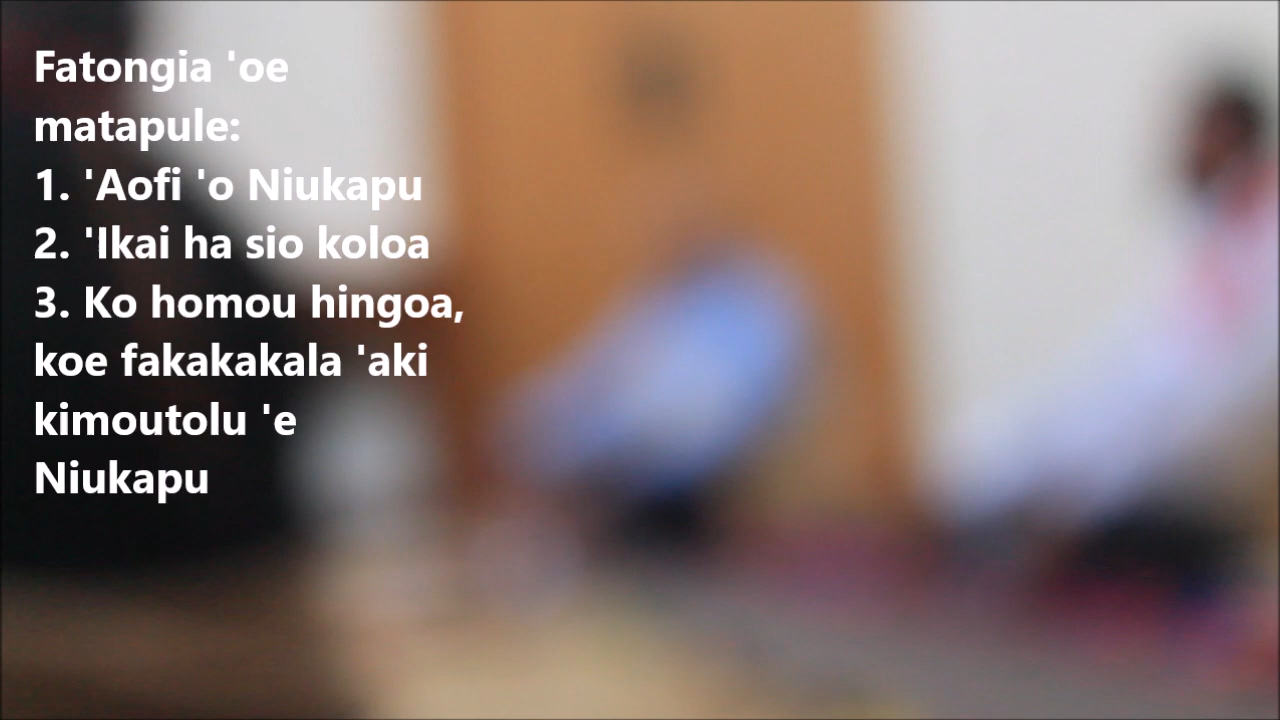 Fatongia 'oe
matapule:
1. 'Aofi 'o Niukapu
2. 'Ikai ha sio koloa
3. Ko homou hingoa,
koe fakakakala 'aki
kimoutolu 'e
Niukapu